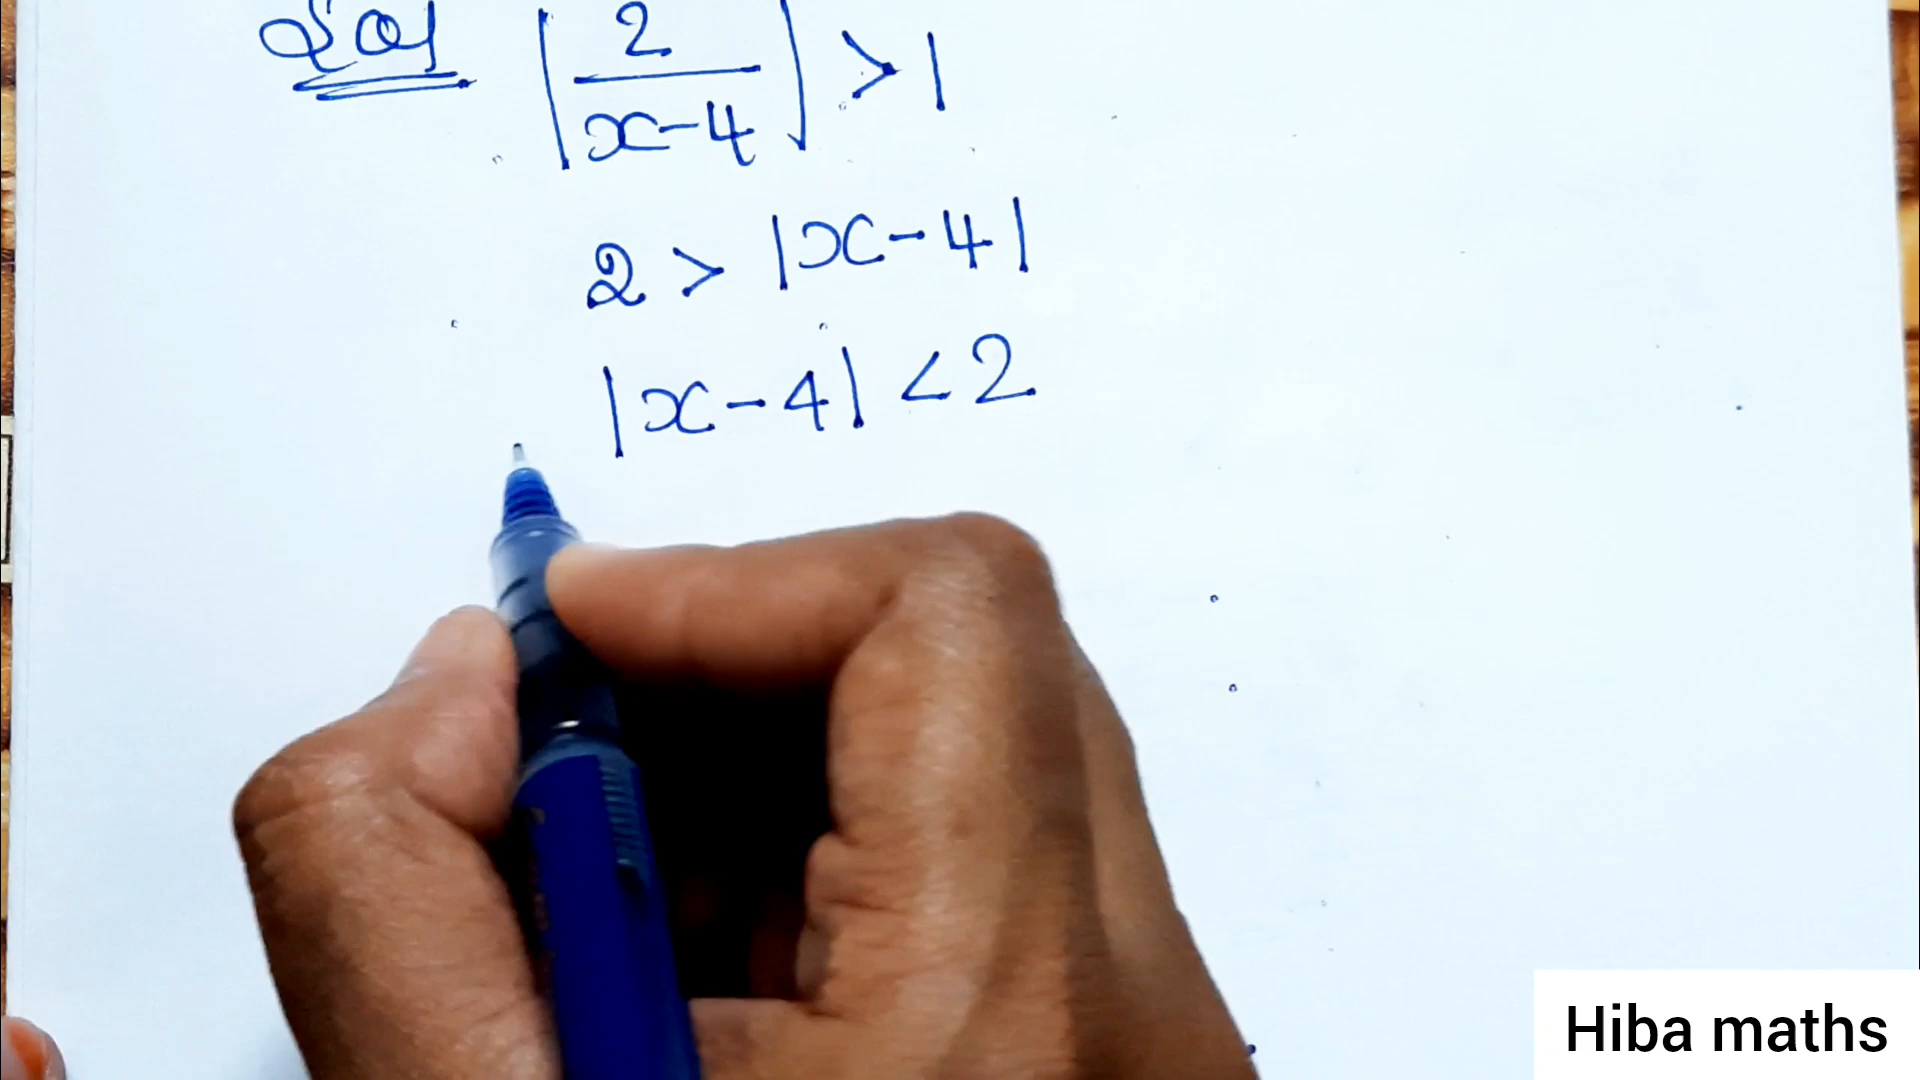 Sol |2/(x-4)| > 1
2 > |x-4|
|x-4| < 2
Hiba maths